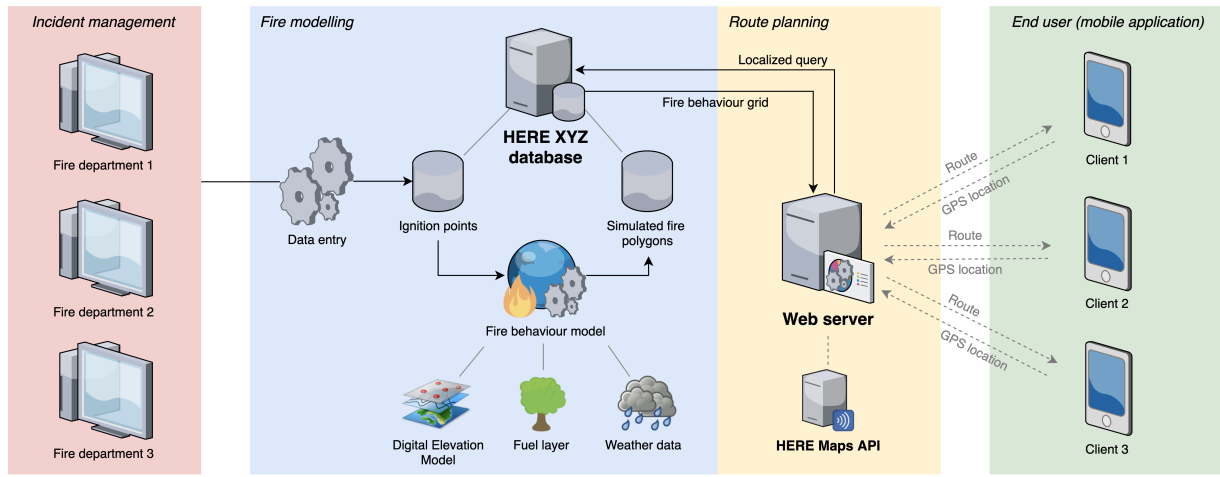 Incident management
Fire department 1
Fire department 2
Fire department 3
Fire modelling
HERE XYZ
database
Data entry
Ignition points
Simulated fire
polygons
Fire behaviour model
Digital Elevation
Model
Fuel layer
Weather data
Route planning
Localized query
Fire behaviour grid
Web server
HERE Maps API
Route
GPS location
Route
GPS location
Route
GPS location
End user (mobile application)
Client 1
Client 2
Client 3